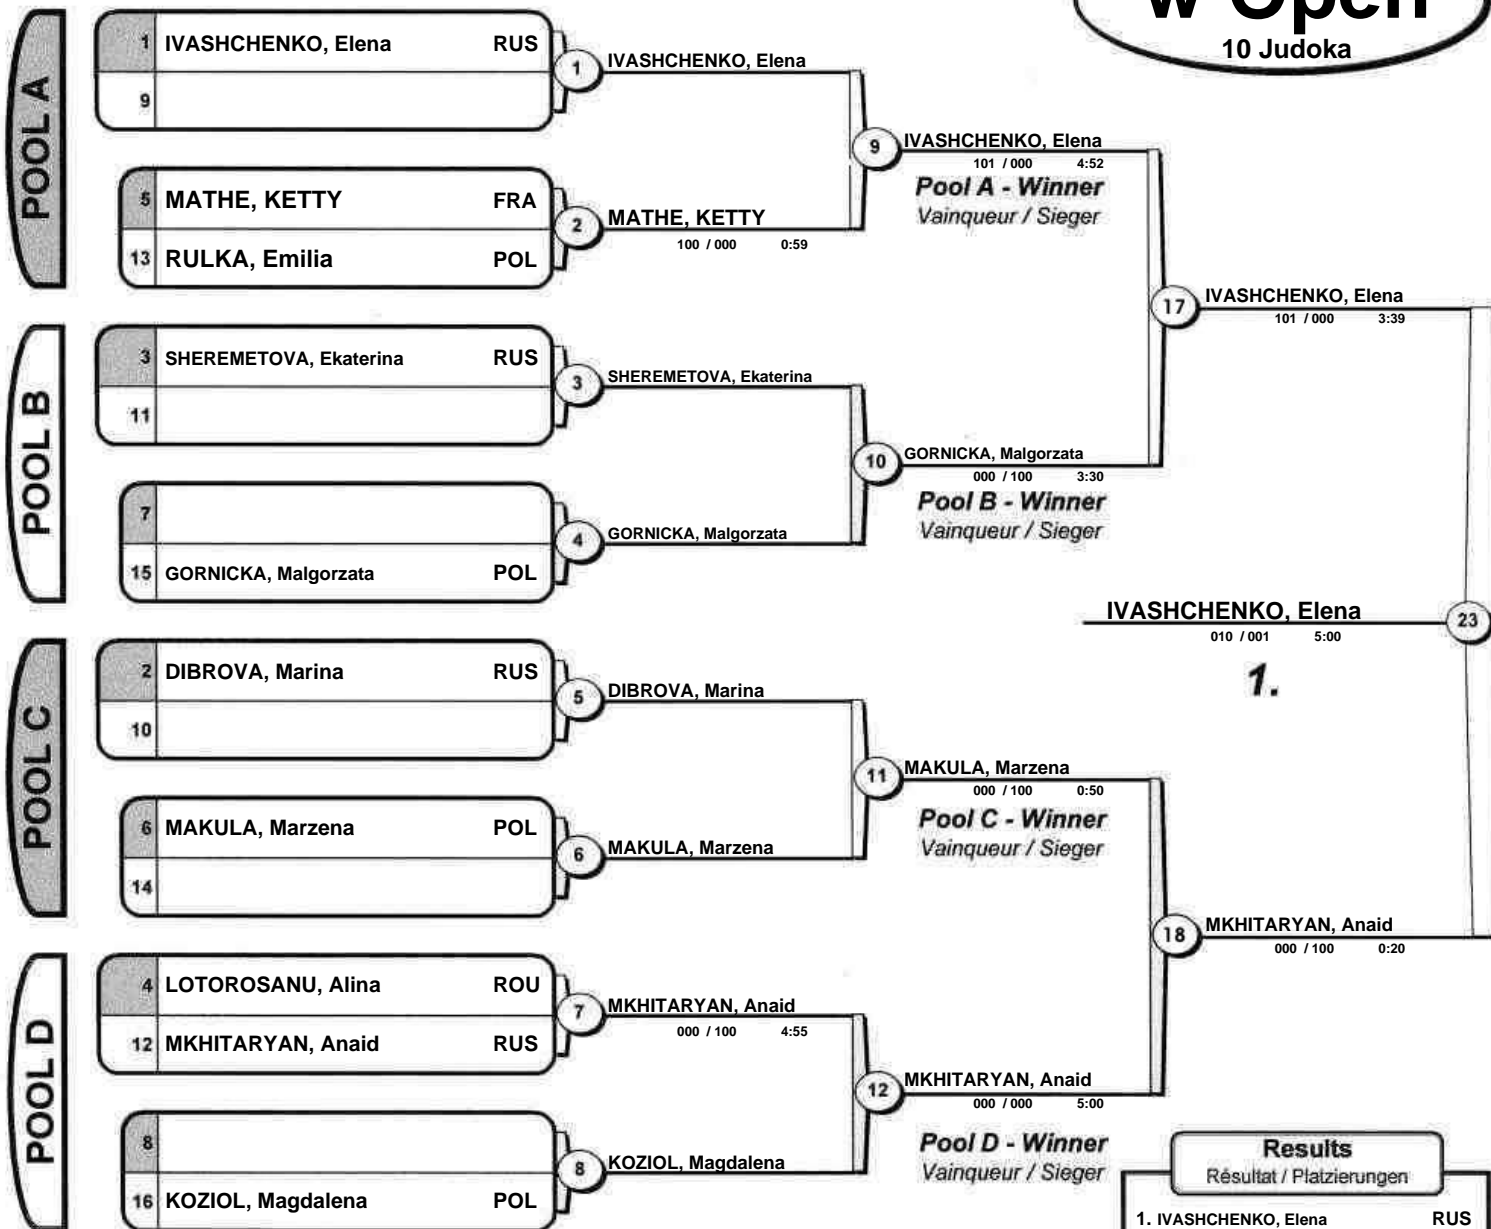 w Open
10 Judoka
POOL A
1 IVASHCHENKO, Elena RUS
9
5 MATHE, KETTY FRA
13 RULKA, Emilia POL
1 IVASHCHENKO, Elena
2 MATHE, KETTY
100 / 000 0:59
9 IVASHCHENKO, Elena
101 / 000 4:52
Pool A - Winner
Vainqueur / Sieger
POOL B
3 SHEREMETOVA, Ekaterina RUS
11
7
15 GORNICKA, Malgorzata POL
3 SHEREMETOVA, Ekaterina
4 GORNICKA, Malgorzata
10 GORNICKA, Malgorzata
000 / 100 3:30
Pool B - Winner
Vainqueur / Sieger
17 IVASHCHENKO, Elena
101 / 000 3:39
IVASHCHENKO, Elena 23
010 / 001 5:00
1.
POOL C
2 DIBROVA, Marina RUS
10
6 MAKULA, Marzena POL
14
5 DIBROVA, Marina
6 MAKULA, Marzena
11 MAKULA, Marzena
000 / 100 0:50
Pool C - Winner
Vainqueur / Sieger
18 MKHITARYAN, Anaid
000 / 100 0:20
POOL D
4 LOTOROSANU, Alina ROU
12 MKHITARYAN, Anaid RUS
8
16 KOZIOL, Magdalena POL
7 MKHITARYAN, Anaid
000 / 100 4:55
8 KOZIOL, Magdalena
12 MKHITARYAN, Anaid
000 / 000 5:00
Pool D - Winner
Vainqueur / Sieger
Results
Résultat / Platzierungen
1. IVASHCHENKO, Elena RUS